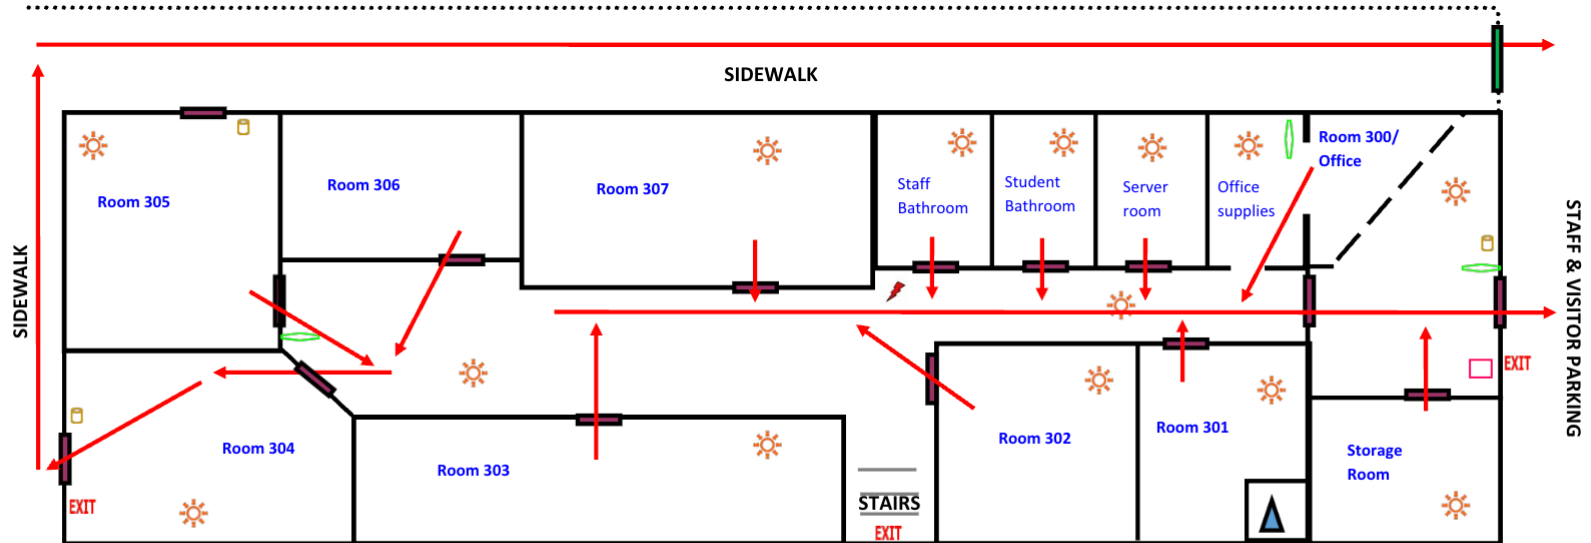 SIDEWALK
SIDEWALK
Room 305
Room 306
Room 307
Staff
Bathroom
Student
Bathroom
Server
room
Office
supplies
Room 300/
Office
STAFF & VISITOR PARKING
EXIT
Room 304
EXIT
Room 303
STAIRS
EXIT
Room 302
Room 301
Storage
Room